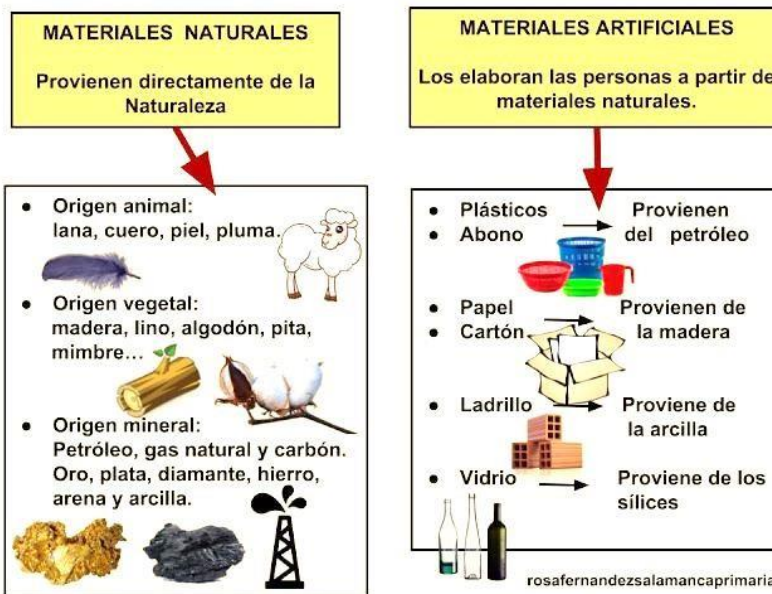 MATERIALES NATURALES
Provienen directamente de la
Naturaleza
● Origen animal:
lana, cuero, piel, pluma.
● Origen vegetal:
madera, lino, algodón, pita,
mimbre…
● Origen mineral:
Petróleo, gas natural y carbón.
Oro, plata, diamante, hierro,
arena y arcilla.
MATERIALES ARTIFICIALES
Los elaboran las personas a partir de
materiales naturales.
● Plásticos → Provienen
● Abono del petróleo
● Papel → Provienen de
● Cartón la madera
● Ladrillo → Proviene de
la arcilla
● Vidrio → Proviene de los
sílices
rosafernandezsalamancaprimaria